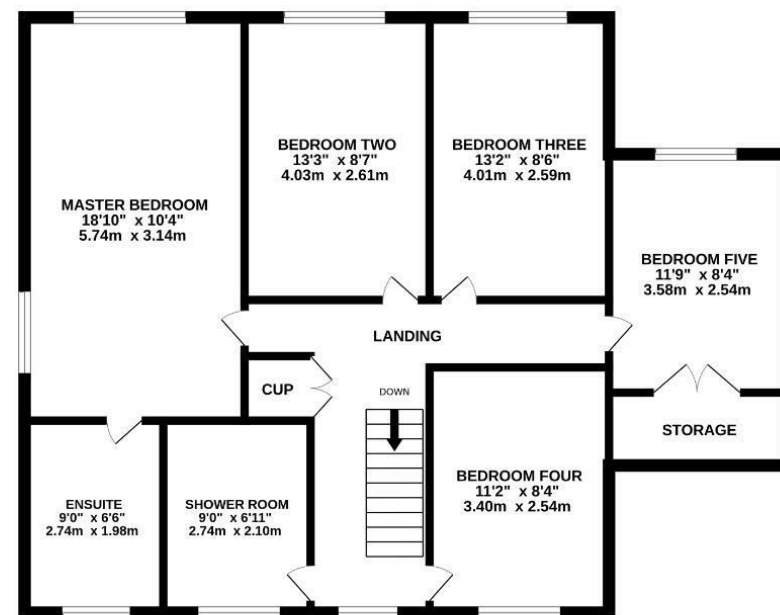 BEDROOM TWO
13'3" x 8'7"
4.03m x 2.61m
BEDROOM THREE
13'2" x 8'6"
4.01m x 2.59m
MASTER BEDROOM
18'10" x 10'4"
5.74m x 3.14m
BEDROOM FIVE
11'9" x 8'4"
3.58m x 2.54m
LANDING
CUP
DOWN
STORAGE
BEDROOM FOUR
11'2" x 8'4"
3.40m x 2.54m
ENSUITE
9'0" x 6'6"
2.74m x 1.98m
SHOWER ROOM
9'0" x 6'11"
2.74m x 2.10m